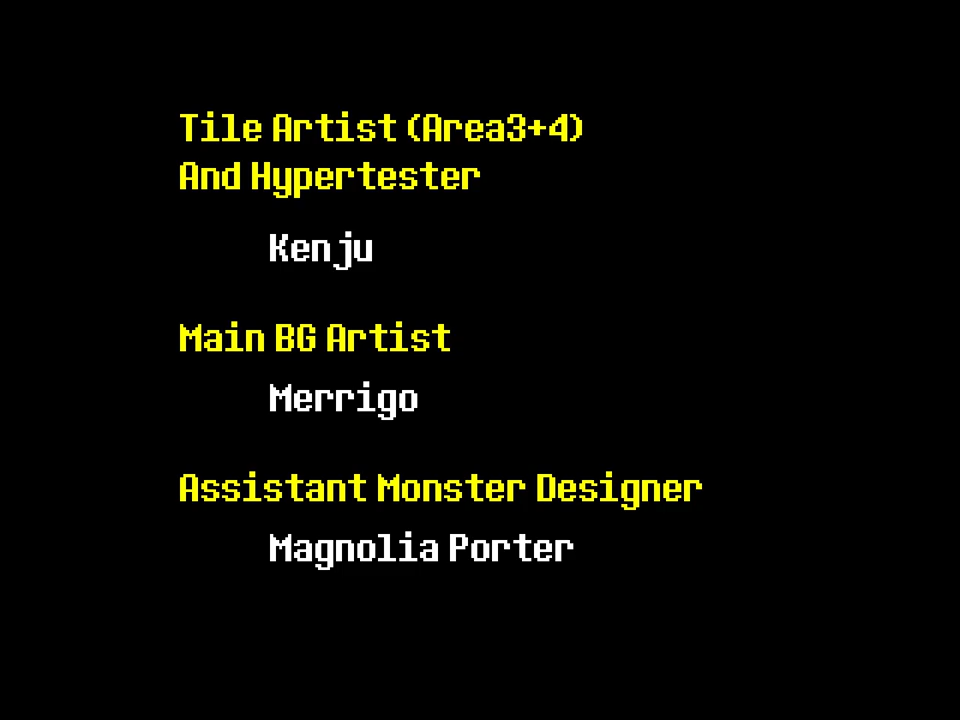 Tile Artist (Area3+4)
And Hypertester
Kenju
Main BG Artist
Merrigo
Assistant Monster Designer
Magnolia Porter